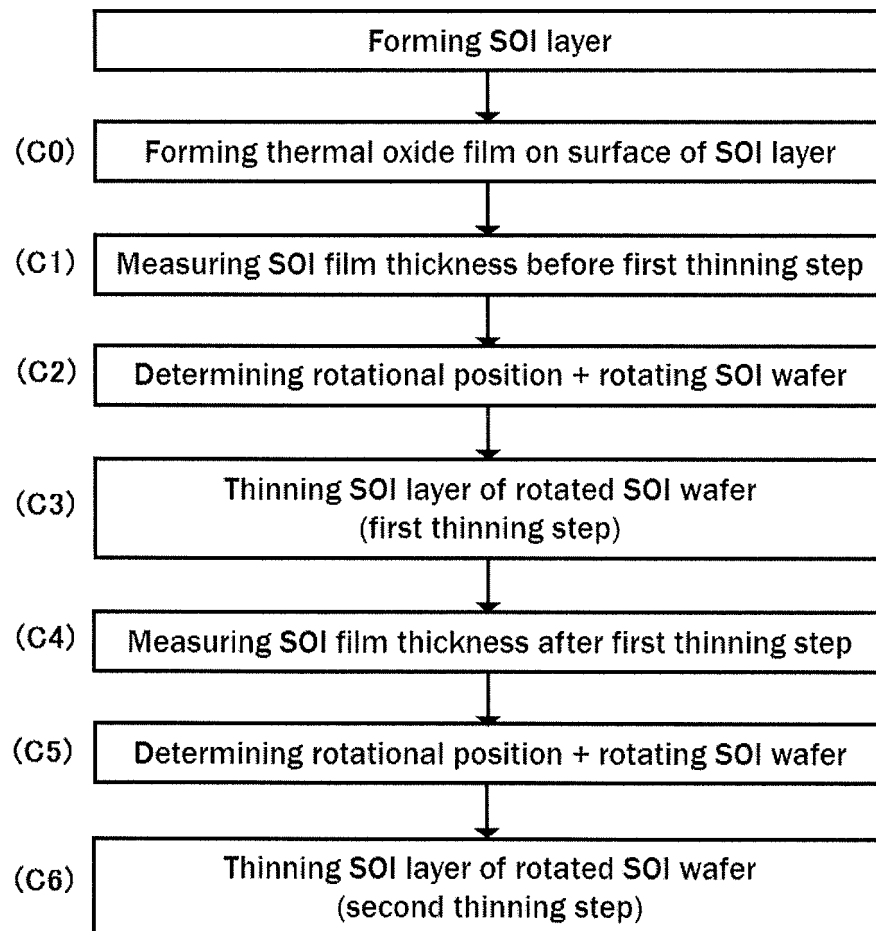 Forming SOI layer
(C0) Forming thermal oxide film on surface of SOI layer
(C1) Measuring SOI film thickness before first thinning step
(C2) Determining rotational position + rotating SOI wafer
(C3) Thinning SOI layer of rotated SOI wafer
(first thinning step)
(C4) Measuring SOI film thickness after first thinning step
(C5) Determining rotational position + rotating SOI wafer
(C6) Thinning SOI layer of rotated SOI wafer
(second thinning step)